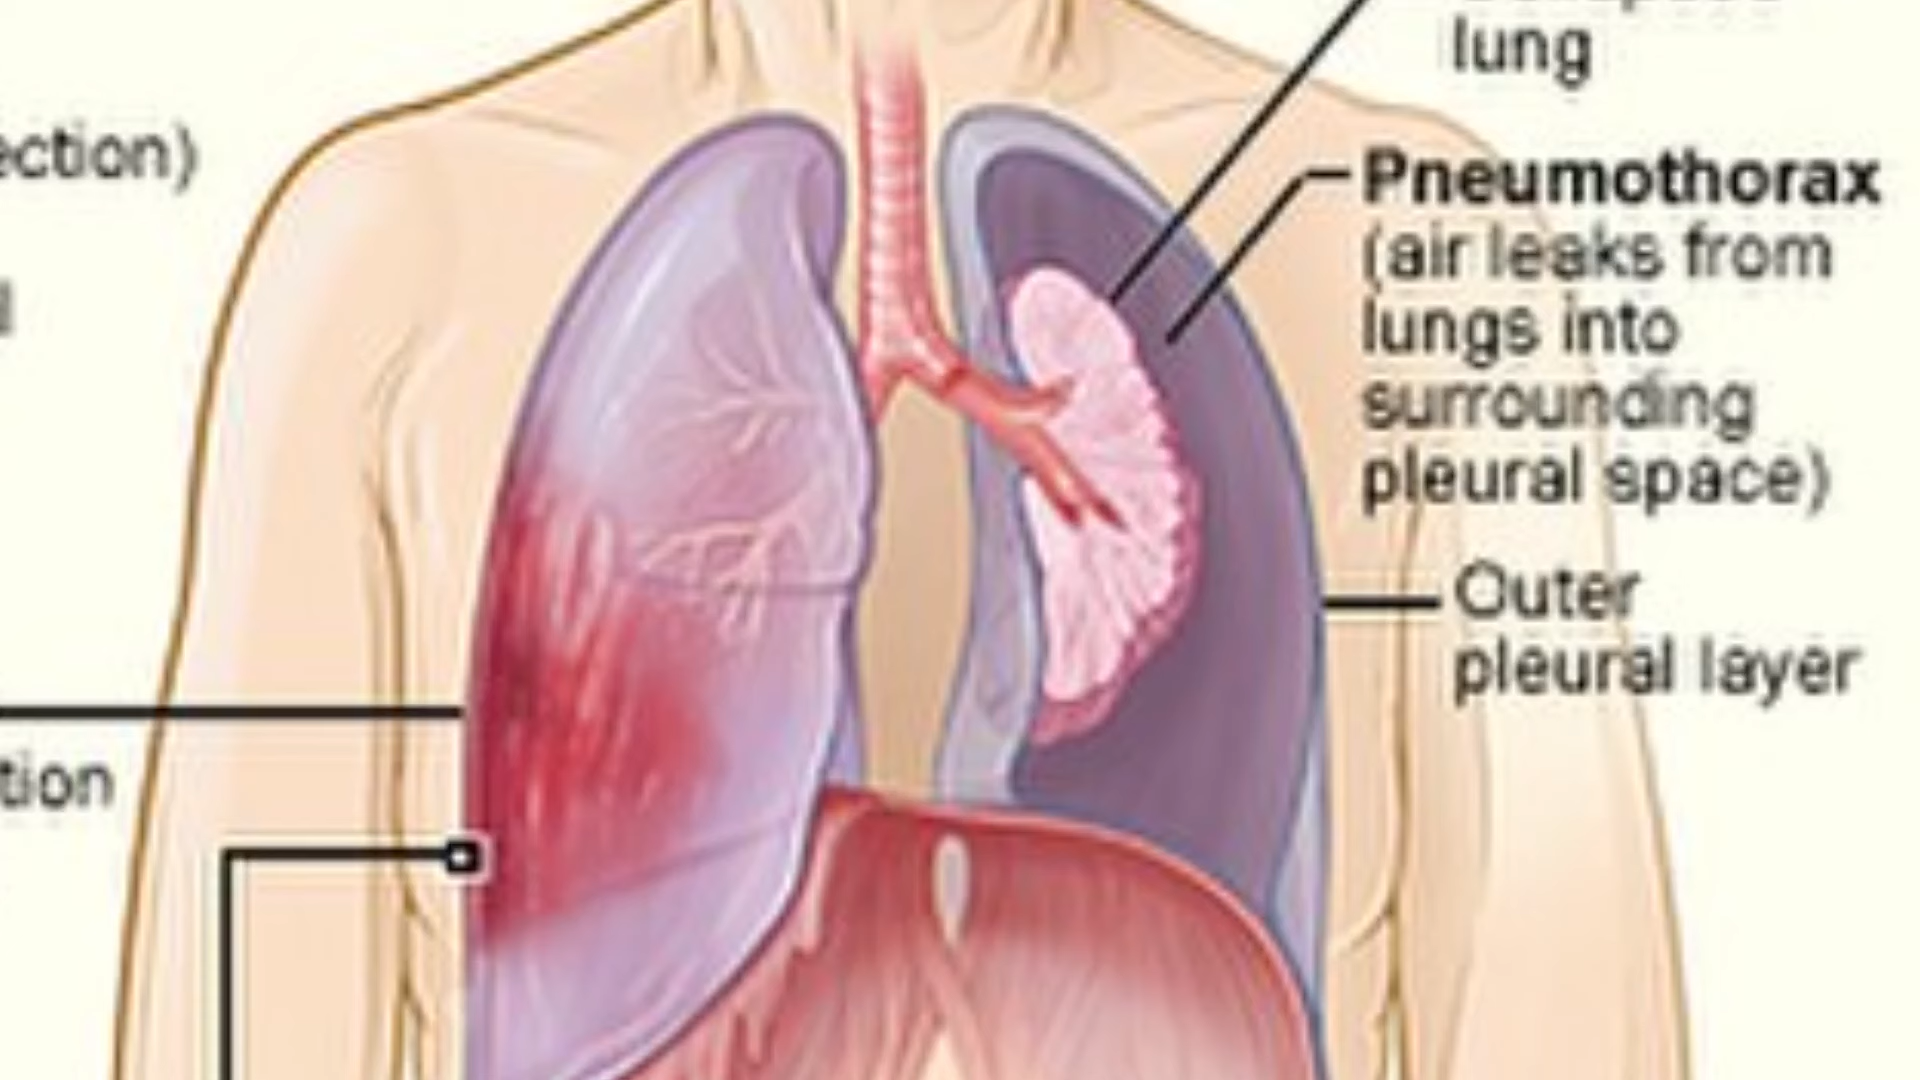 ection)
tion
lung
Pneumothorax
(air leaks from
lungs into
surrounding
pleural space)
Outer
pleural layer